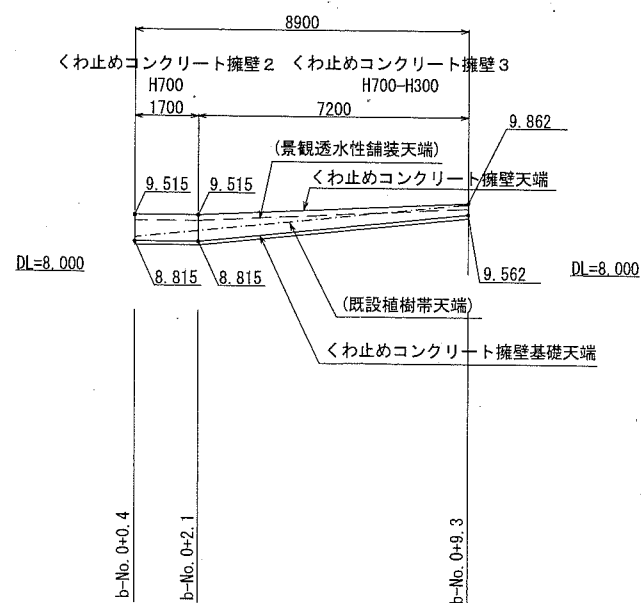 8900
くわ止めコンクリート擁壁2 くわ止めコンクリート擁壁3
H700 H700-H300
1700 7200
9.862
(景観透水性舗装天端)
くわ止めコンクリート擁壁天端
9.515 9.515
DL=8.000 8.815 8.815 9.562 DL=8.000
(既設植樹帯天端)
くわ止めコンクリート擁壁基礎天端
b-No.0+0.4
b-No.0+2.1
b-No.0+9.3